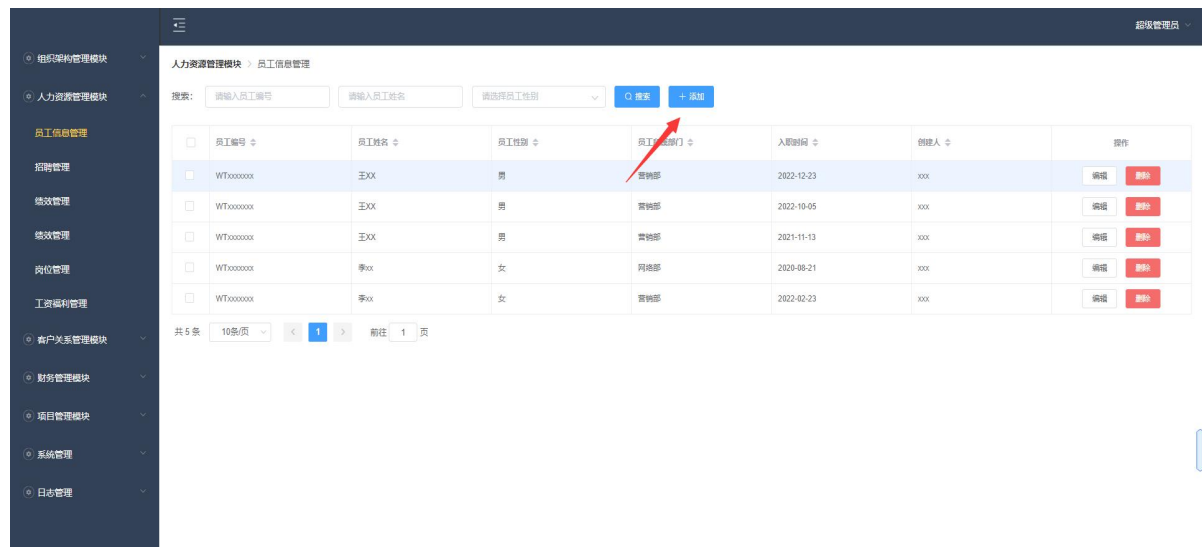 超级管理员
组织架构管理模块
人力资源管理模块
员工信息管理
招聘管理
绩效管理
绩效管理
岗位管理
工资福利管理
客户关系管理模块
财务管理模块
项目管理模块
系统管理
日志管理
人力资源管理模块 > 员工信息管理
搜索: 请输入员工编号 请输入员工姓名 请选择员工性别 搜索 + 添加
员工编号 员工姓名 员工性别 员工 部门 入职时间 创建人 操作
WTxxxxxxx 王XX 男 营销部 2022-12-23 xxx 编辑 删除
WTxxxxxxx 王XX 男 营销部 2022-10-05 xxx 编辑 删除
WTxxxxxxx 王XX 男 营销部 2021-11-13 xxx 编辑 删除
WTxxxxxxx 李xx 女 网络部 2020-08-21 xxx 编辑 删除
WTxxxxxxx 李xx 女 营销部 2022-02-23 xxx 编辑 删除
共 5 条 10条/页 < 1 > 前往 1 页